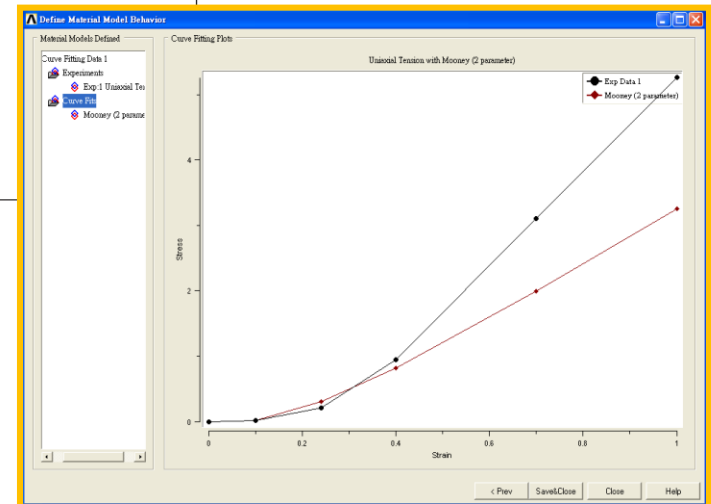 Define Material Model Behavior
Material Models Defined
Curve Fitting Data 1
Experiments
Exp:1 Uniaxial Ten
Curve Fits
Mooney (2 parame
Curve Fitting Plots
Uniaxial Tension with Mooney (2 parameter)
Exp Data 1
Mooney (2 parameter)
Stress
4
2
0
0 0.2 0.4 0.6 0.8 1
Strain
< Prev Save&Close Close Help